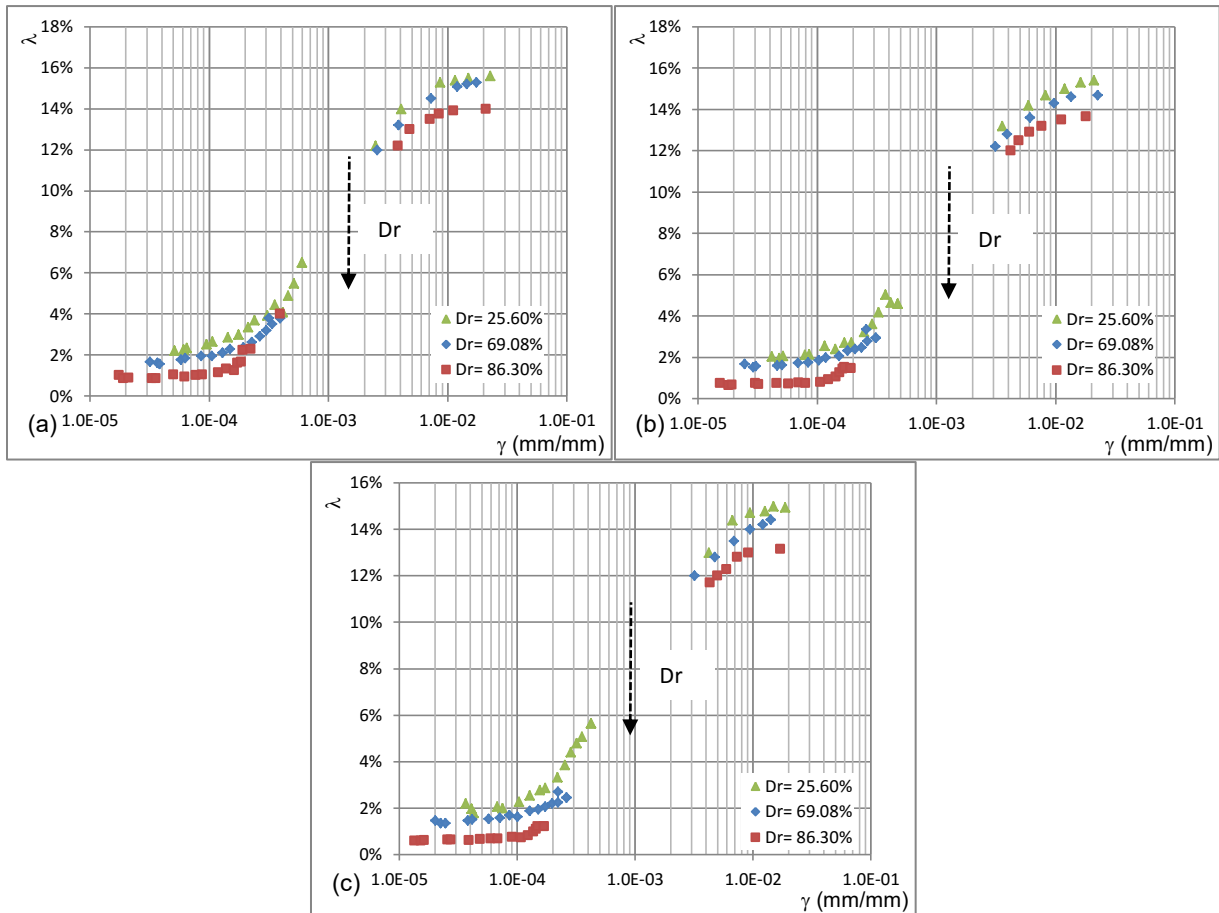 λ
18%
16%
14%
12%
10%
8%
6%
4%
2%
0%
Dr
Dr= 25.60%
Dr= 69.08%
Dr= 86.30%
1.0E-05 1.0E-04 1.0E-03 1.0E-02 1.0E-01
(a)
γ (mm/mm)
λ
18%
16%
14%
12%
10%
8%
6%
4%
2%
0%
Dr
Dr= 25.60%
Dr= 69.08%
Dr= 86.30%
1.0E-05 1.0E-04 1.0E-03 1.0E-02 1.0E-01
(b)
γ (mm/mm)
λ
16%
14%
12%
10%
8%
6%
4%
2%
0%
Dr
Dr= 25.60%
Dr= 69.08%
Dr= 86.30%
1.0E-05 1.0E-04 1.0E-03 1.0E-02 1.0E-01
(c)
γ (mm/mm)